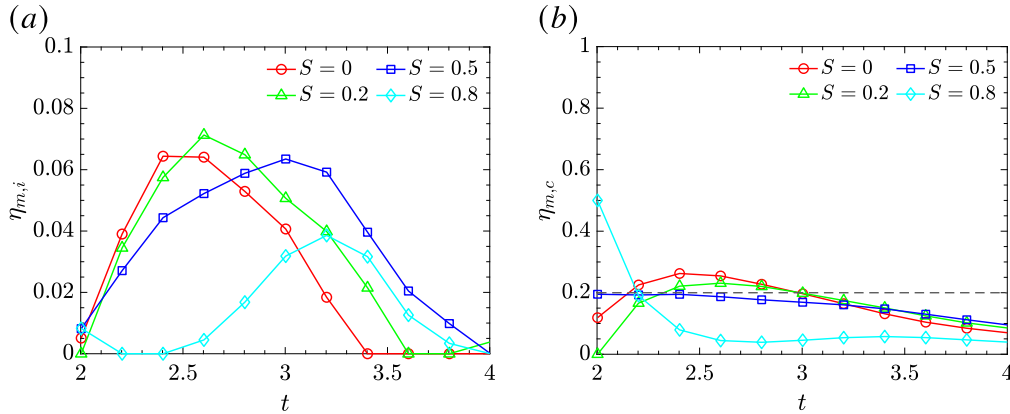 (a)
0.1
0.08
0.06
0.04
0.02
0
2
2.5
3
3.5
4
η_{m,i}
t
S = 0
S = 0.5
S = 0.2
S = 0.8
(b)
1
0.8
0.6
0.4
0.2
0
2
2.5
3
3.5
4
η_{m,c}
t
S = 0
S = 0.5
S = 0.2
S = 0.8